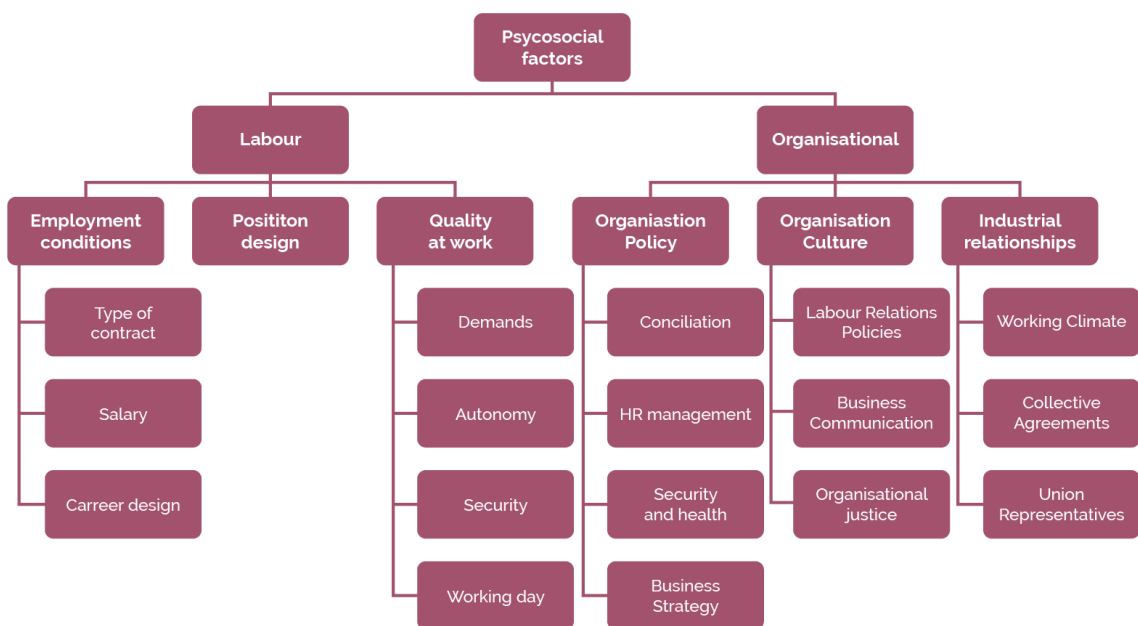 Psycosocial
factors
Labour
Organisational
Employment
conditions
Posititon
design
Quality
at work
Organiastion
Policy
Organisation
Culture
Industrial
relationships
Type of
contract
Demands
Conciliation
Labour Relations
Policies
Working Climate
Salary
Autonomy
HR management
Business
Communication
Collective
Agreements
Carreer design
Security
Security
and health
Organisational
justice
Union
Representatives
Working day
Business
Strategy